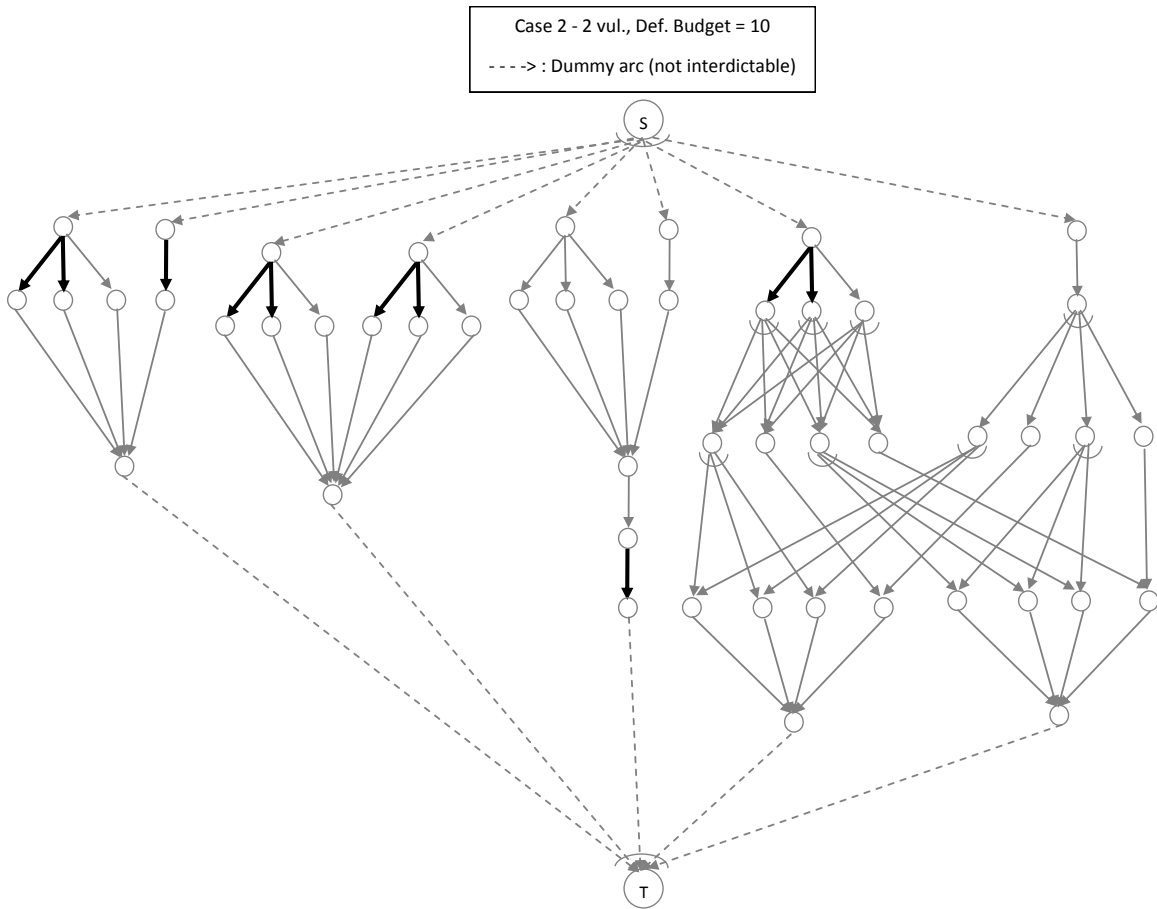 Case 2 - 2 vul., Def. Budget = 10
- - - -> : Dummy arc (not interdictable)
S
T